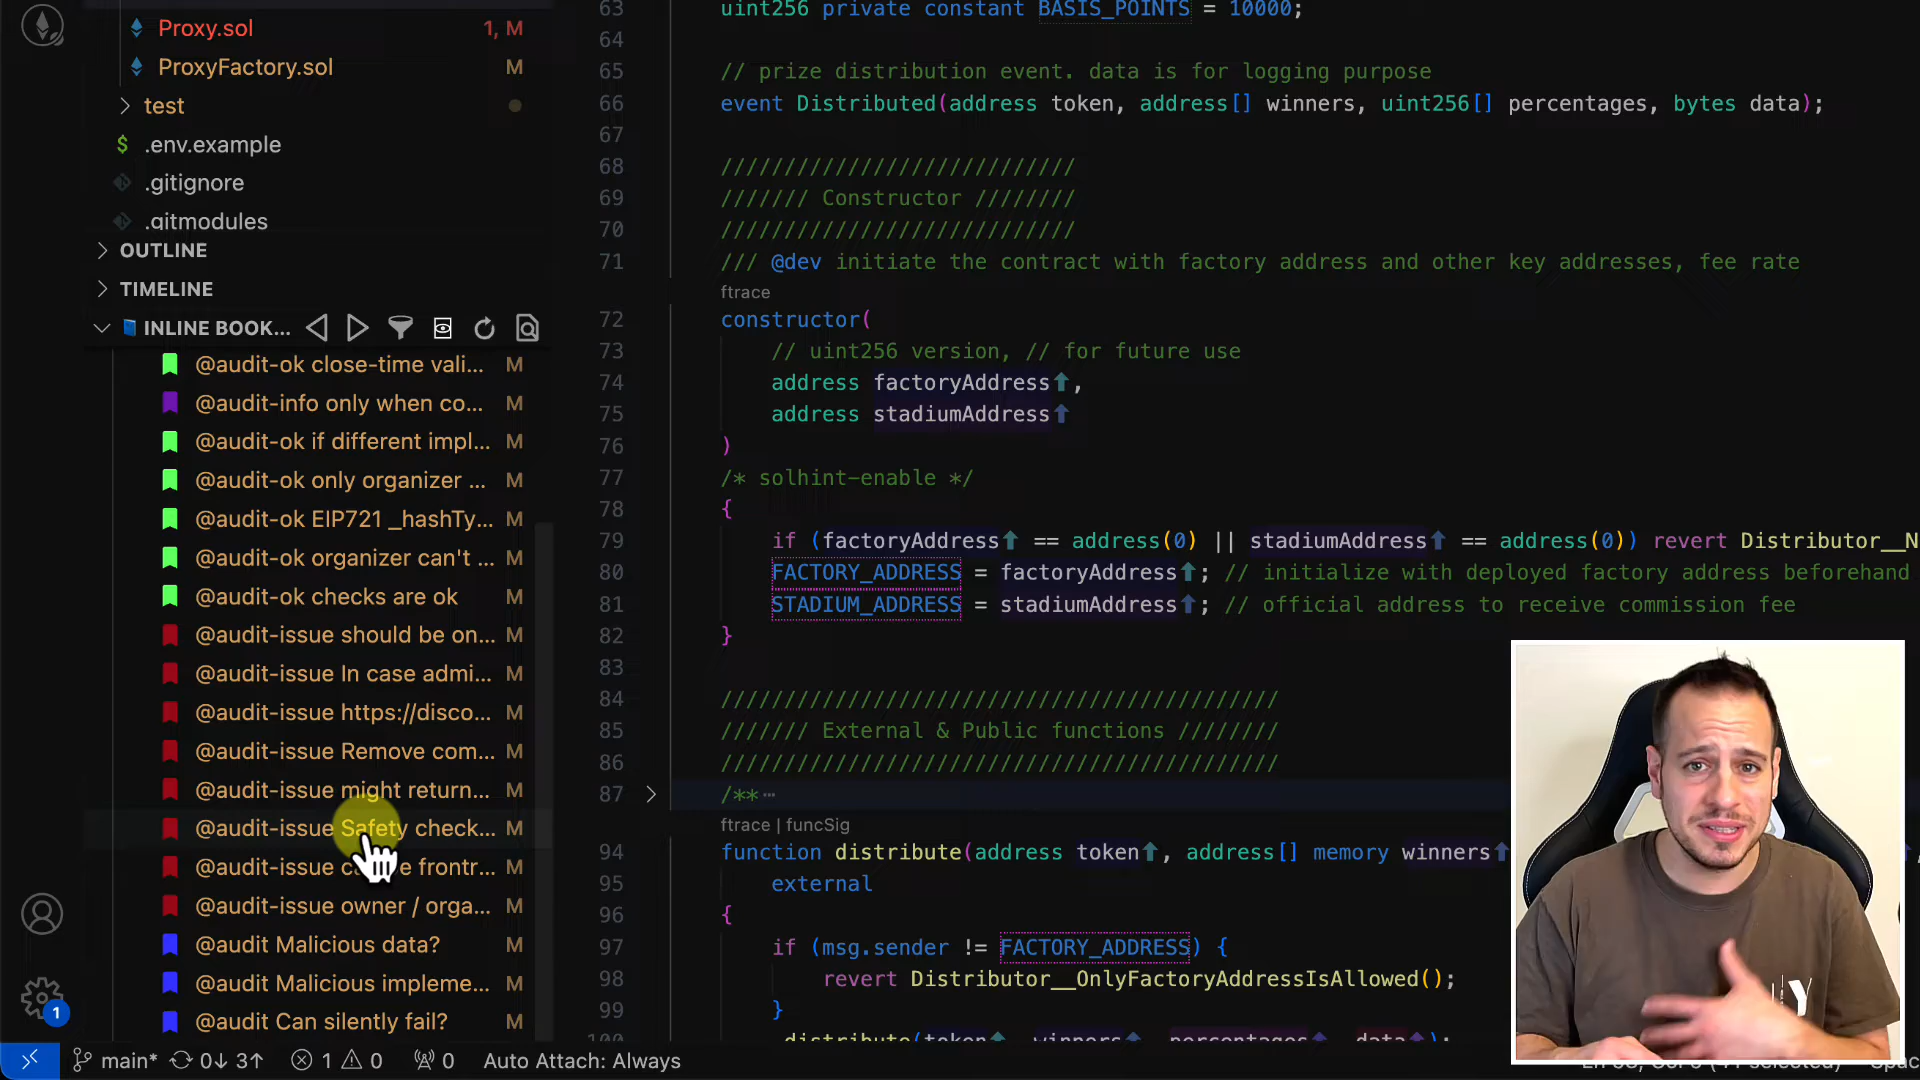 Proxy.sol 1, M
ProxyFactory.sol M
test
$ .env.example
.gitignore
.gitmodules
OUTLINE
TIMELINE
INLINE BOOK...
@audit-ok close-time vali... M
@audit-info only when co... M
@audit-ok if different impl... M
@audit-ok only organizer ... M
@audit-ok EIP721 _hashTy... M
@audit-ok organizer can't ... M
@audit-ok checks are ok M
@audit-issue should be on... M
@audit-issue In case admi... M
@audit-issue https://disco... M
@audit-issue Remove com... M
@audit-issue might return... M
@audit-issue Safety check... M
@audit-issue frontr... M
@audit-issue owner / orga... M
@audit Malicious data? M
@audit Malicious impleme... M
@audit Can silently fail? M
1
63 uint256 private constant BASIS_POINTS = 10000;
64
65 // prize distribution event. data is for logging purpose
66 event Distributed(address token, address[] winners, uint256[] percentages, bytes data);
67
68 ////////////////////////////
69 /////// Constructor ////////
70 ////////////////////////////
71 /// @dev initiate the contract with factory address and other key addresses, fee rate
ftrace
72 constructor(
73 // uint256 version, // for future use
74 address factoryAddress↑,
75 address stadiumAddress↑
76 )
77 /* solhint-enable */
78 {
79 if (factoryAddress↑ == address(0) || stadiumAddress↑ == address(0)) revert Distributor__N
80 FACTORY_ADDRESS = factoryAddress↑; // initialize with deployed factory address beforehand
81 STADIUM_ADDRESS = stadiumAddress↑; // official address to receive commission fee
82 }
83
84 ////////////////////////////////////////////
85 /////// External & Public functions ////////
86 ////////////////////////////////////////////
87 /** ⋯
ftrace | funcSig
94 function distribute(address token↑, address[] memory winners↑
95 external
96 {
97 if (msg.sender != FACTORY_ADDRESS) {
98 revert Distributor__OnlyFactoryAddressIsAllowed();
99 }
100 _distribute(token↑, winners↑, percentages↑, data↑);
main* 0↓ 3↑ 1 0 0 Auto Attach: Always